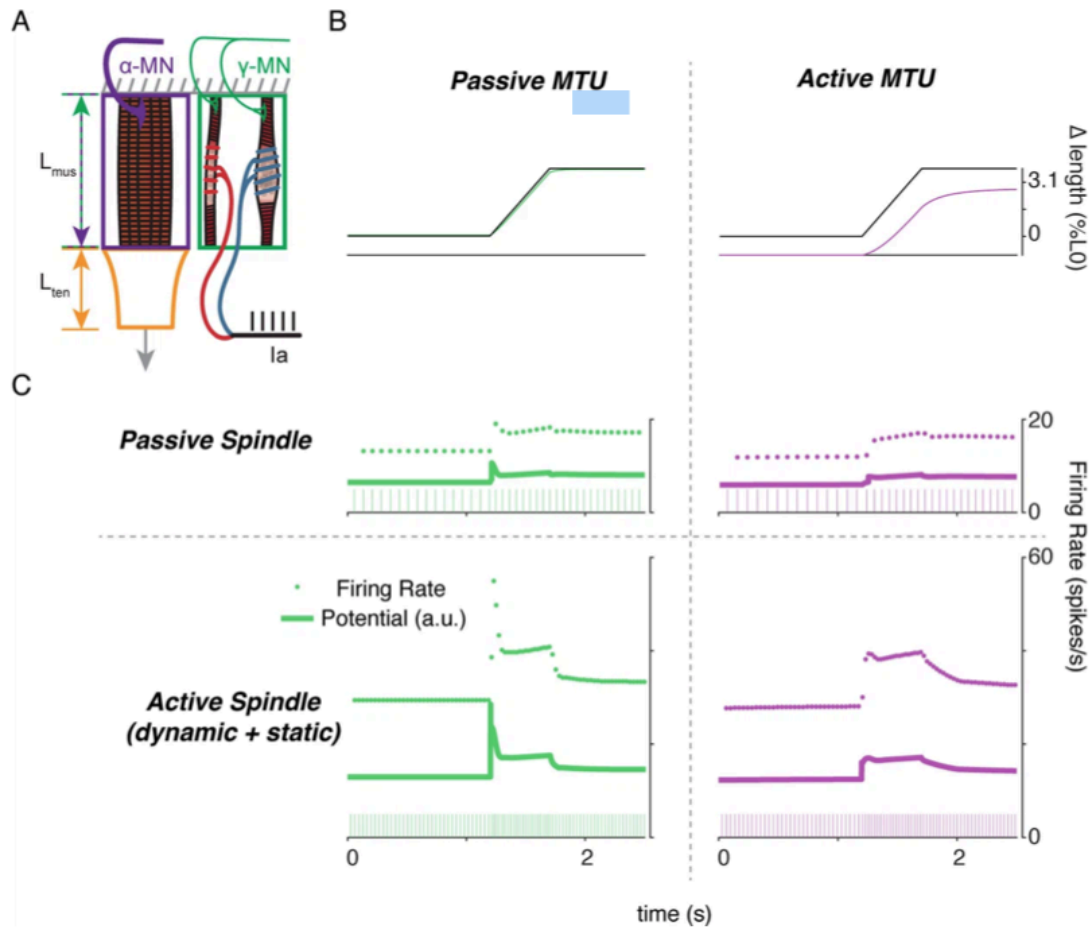 A
B
α-MN
γ-MN
Passive MTU
Active MTU
Lmus
Lten
Ia
3.1
0
Δ length (%L0)
C
Passive Spindle
20
0
Firing Rate (spikes/s)
60
Firing Rate
Potential (a.u.)
Active Spindle
(dynamic + static)
0
0
2
0
2
time (s)